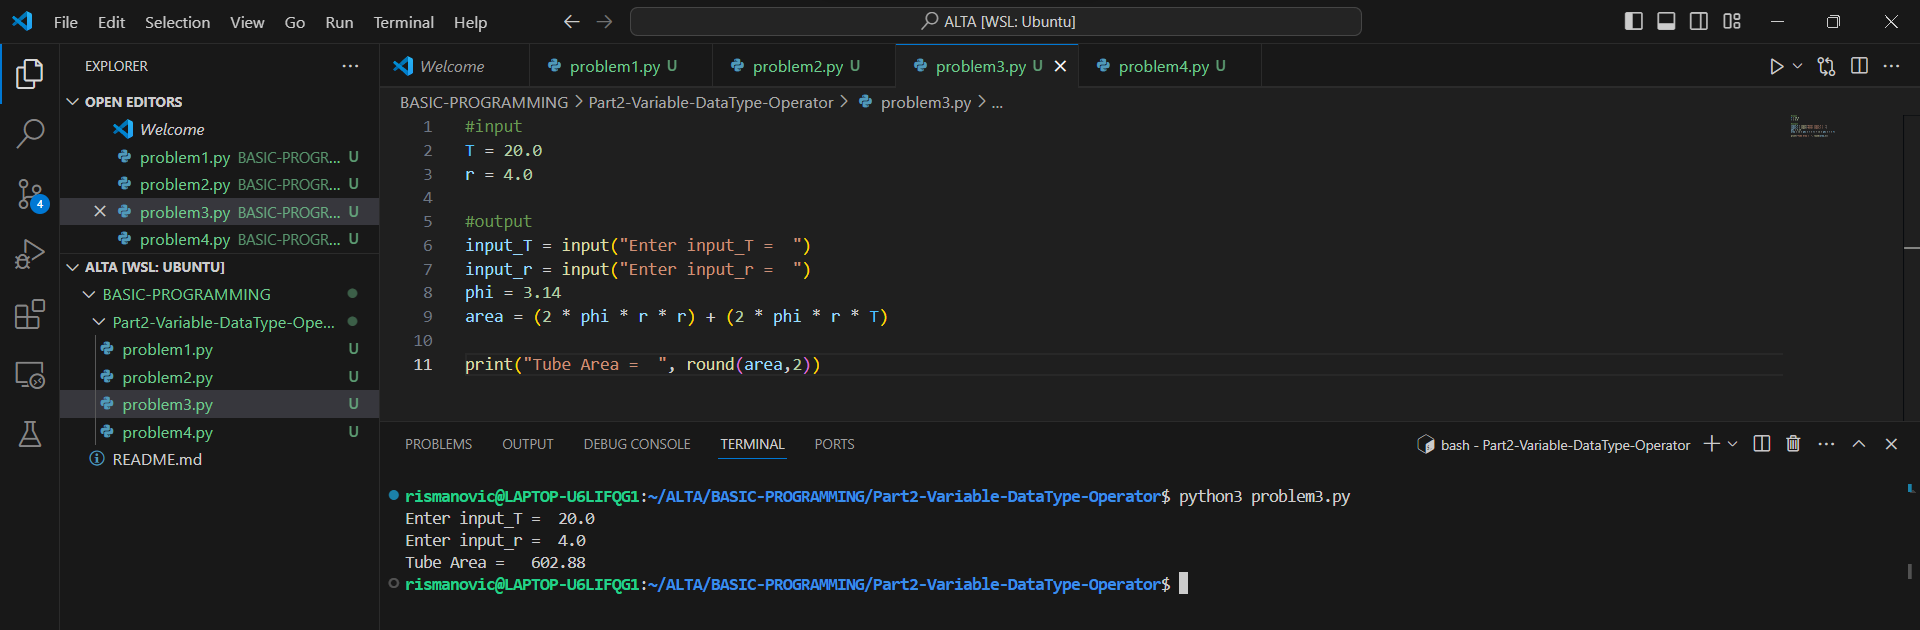 File Edit Selection View Go Run Terminal Help
ALTA [WSL: Ubuntu]
EXPLORER
OPEN EDITORS
Welcome
problem1.py BASIC-PROGR... U
problem2.py BASIC-PROGR... U
problem3.py BASIC-PROGR... U
problem4.py BASIC-PROGR... U
ALTA [WSL: UBUNTU]
BASIC-PROGRAMMING
Part2-Variable-DataType-Ope...
problem1.py U
problem2.py U
problem3.py U
problem4.py U
README.md
4
Welcome problem1.py U problem2.py U problem3.py U problem4.py U
BASIC-PROGRAMMING > Part2-Variable-DataType-Operator > problem3.py > ...
1 #input
2 T = 20.0
3 r = 4.0
4
5 #output
6 input_T = input("Enter input_T =  ")
7 input_r = input("Enter input_r =  ")
8 phi = 3.14
9 area = (2 * phi * r * r) + (2 * phi * r * T)
10
11 print("Tube Area =  ", round(area,2))
PROBLEMS OUTPUT DEBUG CONSOLE TERMINAL PORTS
bash - Part2-Variable-DataType-Operator
rismanovic@LAPTOP-U6LIFQG1:~/ALTA/BASIC-PROGRAMMING/Part2-Variable-DataType-Operator$ python3 problem3.py
Enter input_T =  20.0
Enter input_r =  4.0
Tube Area =   602.88
rismanovic@LAPTOP-U6LIFQG1:~/ALTA/BASIC-PROGRAMMING/Part2-Variable-DataType-Operator$